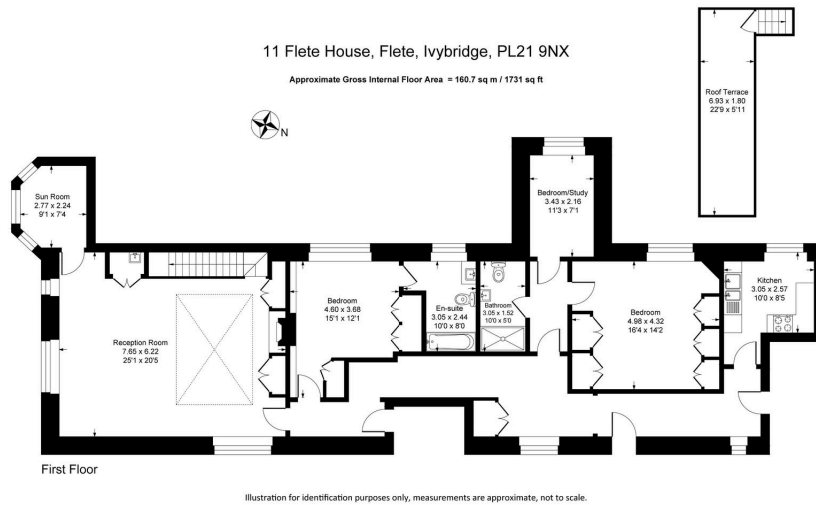 11 Flete House, Flete, Ivybridge, PL21 9NX
Approximate Gross Internal Floor Area = 160.7 sq m / 1731 sq ft
N
Roof Terrace
6.93 x 1.80
22'9 x 5'11
Sun Room
2.77 x 2.24
9'1 x 7'4
Bedroom/Study
3.43 x 2.16
11'3 x 7'1
Reception Room
7.65 x 6.22
25'1 x 20'5
Bedroom
4.60 x 3.68
15'1 x 12'1
En-suite
3.05 x 2.44
10'0 x 8'0
Bathroom
3.05 x 1.52
10'0 x 5'0
Bedroom
4.98 x 4.32
16'4 x 14'2
Kitchen
3.05 x 2.57
10'0 x 8'5
First Floor
Illustration for identification purposes only, measurements are approximate, not to scale.